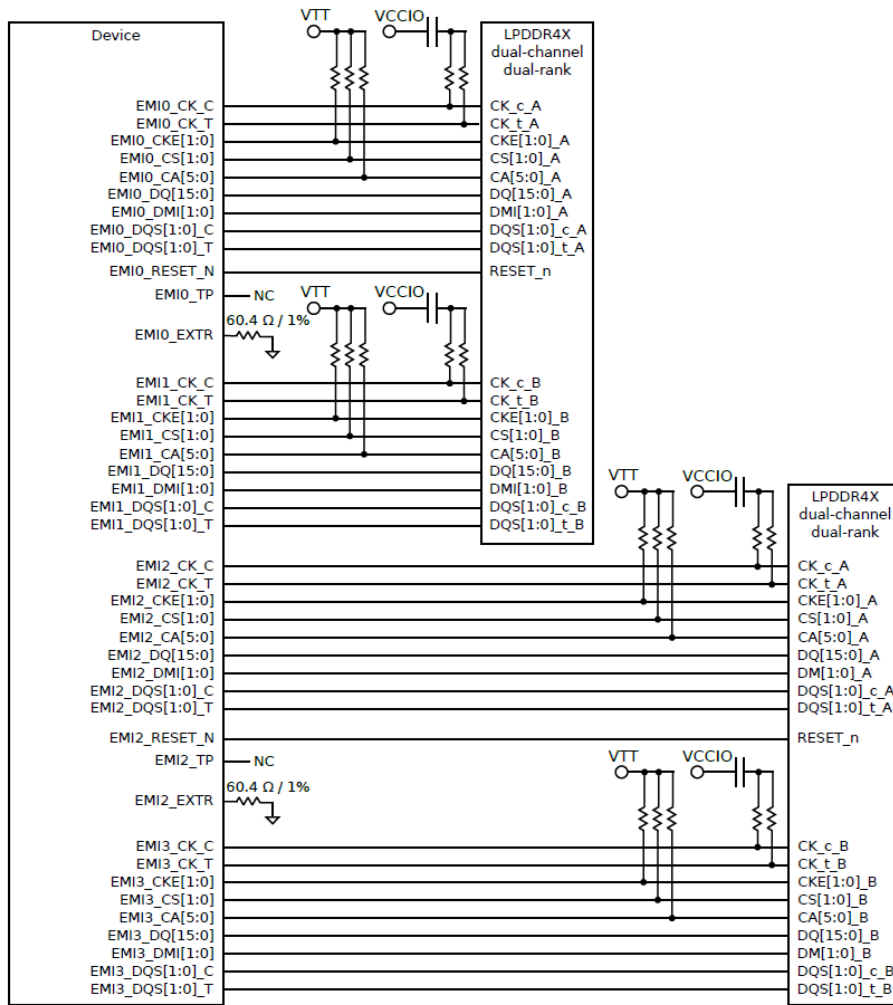 Device
VTT
VCCIO
LPDDR4X
dual-channel
dual-rank
EMI0_CK_C
CK_c_A
EMI0_CK_T
CK_t_A
EMI0_CKE[1:0]
CKE[1:0]_A
EMI0_CS[1:0]
CS[1:0]_A
EMI0_CA[5:0]
CA[5:0]_A
EMI0_DQ[15:0]
DQ[15:0]_A
EMI0_DMI[1:0]
DMI[1:0]_A
EMI0_DQS[1:0]_C
DQS[1:0]_c_A
EMI0_DQS[1:0]_T
DQS[1:0]_t_A
EMI0_RESET_N
RESET_n
EMI0_TP
NC
VTT
VCCIO
60.4 Ω / 1%
EMI0_EXTR
EMI1_CK_C
CK_c_B
EMI1_CK_T
CK_t_B
EMI1_CKE[1:0]
CKE[1:0]_B
EMI1_CS[1:0]
CS[1:0]_B
EMI1_CA[5:0]
CA[5:0]_B
EMI1_DQ[15:0]
DQ[15:0]_B
EMI1_DMI[1:0]
DMI[1:0]_B
EMI1_DQS[1:0]_C
DQS[1:0]_c_B
EMI1_DQS[1:0]_T
DQS[1:0]_t_B
VTT
VCCIO
LPDDR4X
dual-channel
dual-rank
EMI2_CK_C
CK_c_A
EMI2_CK_T
CK_t_A
EMI2_CKE[1:0]
CKE[1:0]_A
EMI2_CS[1:0]
CS[1:0]_A
EMI2_CA[5:0]
CA[5:0]_A
EMI2_DQ[15:0]
DQ[15:0]_A
EMI2_DMI[1:0]
DM[1:0]_A
EMI2_DQS[1:0]_C
DQS[1:0]_c_A
EMI2_DQS[1:0]_T
DQS[1:0]_t_A
EMI2_RESET_N
RESET_n
EMI2_TP
NC
VTT
VCCIO
60.4 Ω / 1%
EMI2_EXTR
EMI3_CK_C
CK_c_B
EMI3_CK_T
CK_t_B
EMI3_CKE[1:0]
CKE[1:0]_B
EMI3_CS[1:0]
CS[1:0]_B
EMI3_CA[5:0]
CA[5:0]_B
EMI3_DQ[15:0]
DQ[15:0]_B
EMI3_DMI[1:0]
DM[1:0]_B
EMI3_DQS[1:0]_C
DQS[1:0]_c_B
EMI3_DQS[1:0]_T
DQS[1:0]_t_B